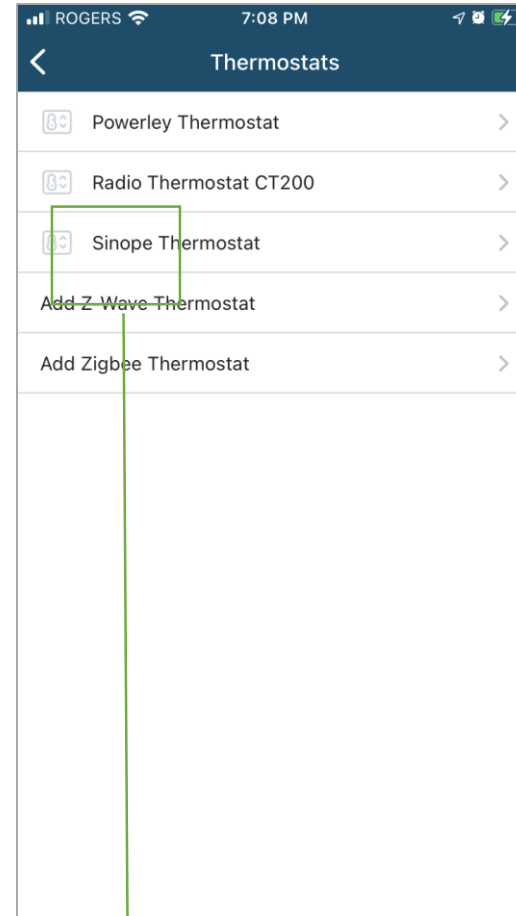 ROGERS 7:08 PM
Thermostats
Powerley Thermostat
Radio Thermostat CT200
Sinope Thermostat
Add Z-Wave Thermostat
Add Zigbee Thermostat